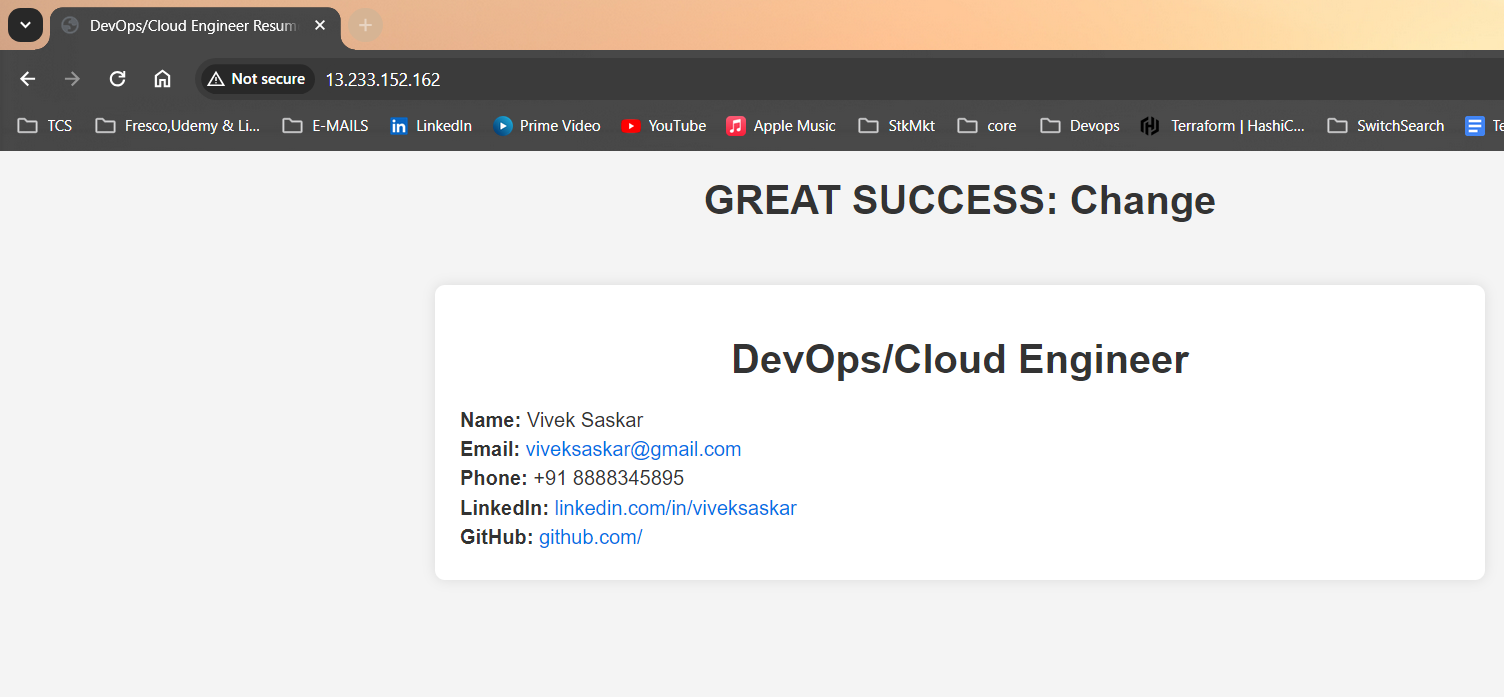 DevOps/Cloud Engineer Resum
Not secure 13.233.152.162
TCS Fresco,Udemy & Li... E-MAILS LinkedIn Prime Video YouTube Apple Music StkMkt core Devops Terraform | HashiC... SwitchSearch Te
GREAT SUCCESS: Change
DevOps/Cloud Engineer
Name: Vivek Saskar
Email: viveksaskar@gmail.com
Phone: +91 8888345895
LinkedIn: linkedin.com/in/viveksaskar
GitHub: github.com/